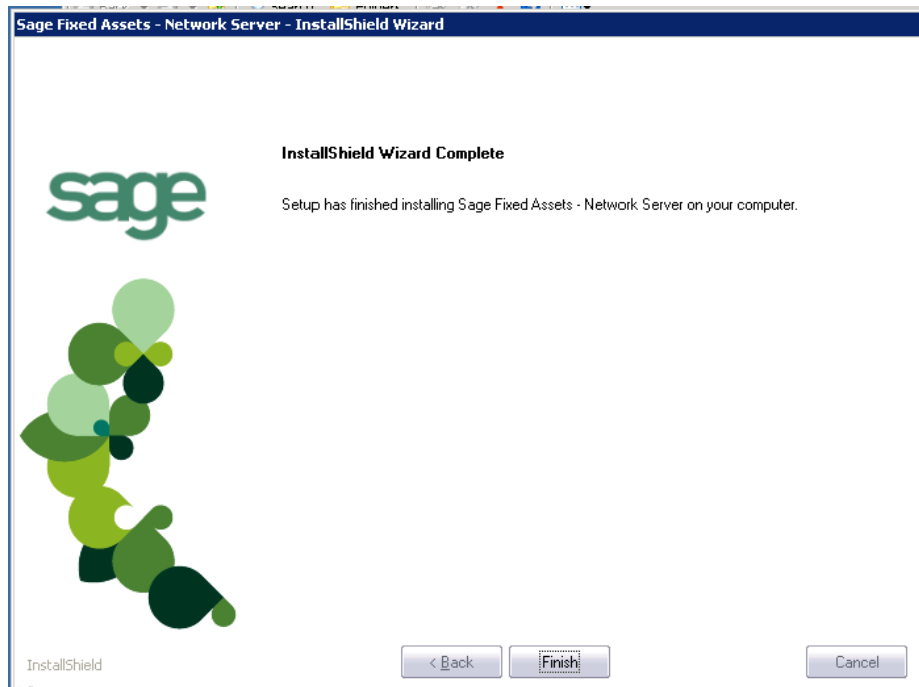 Sage Fixed Assets - Network Server - InstallShield Wizard
InstallShield Wizard Complete
sage
Setup has finished installing Sage Fixed Assets - Network Server on your computer.
InstallShield
< Back
Finish
Cancel